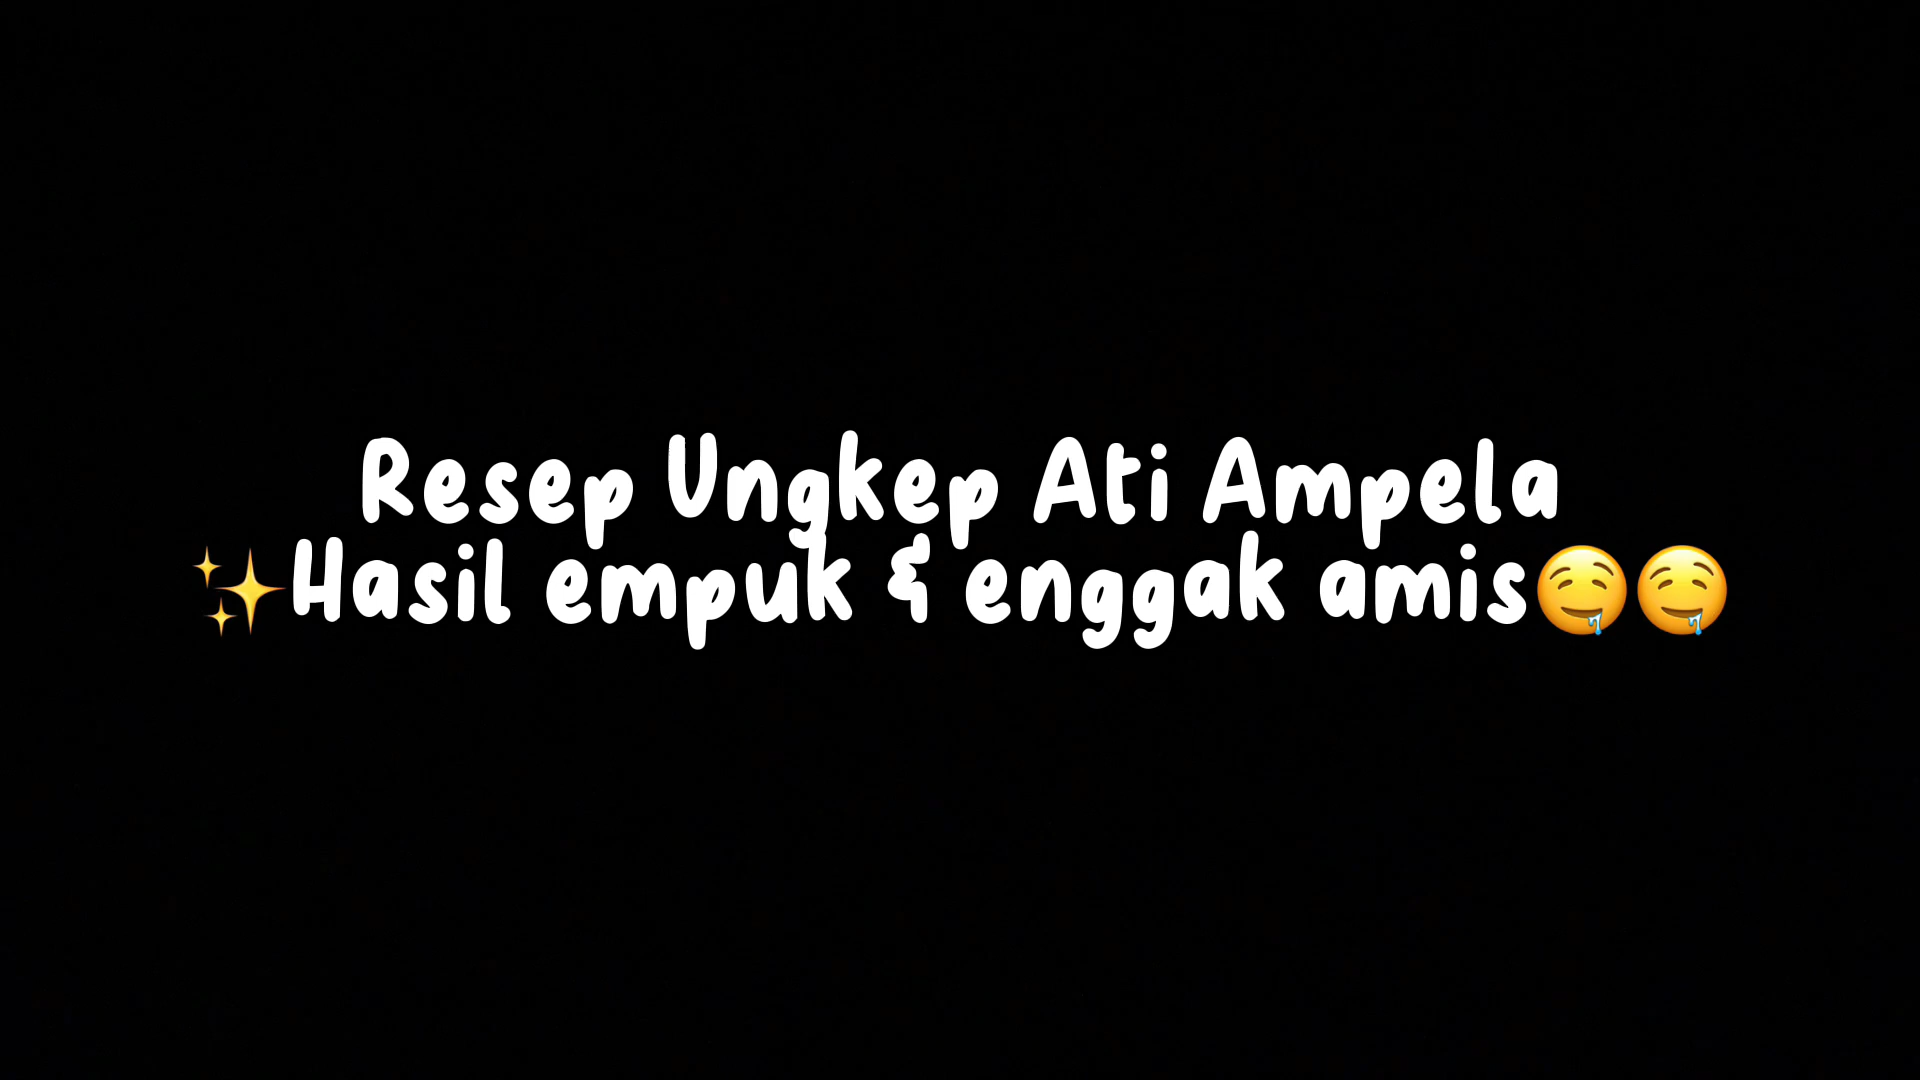 Resep Ungkep Ati Ampela
✨Hasil empuk & enggak amis🤤🤤